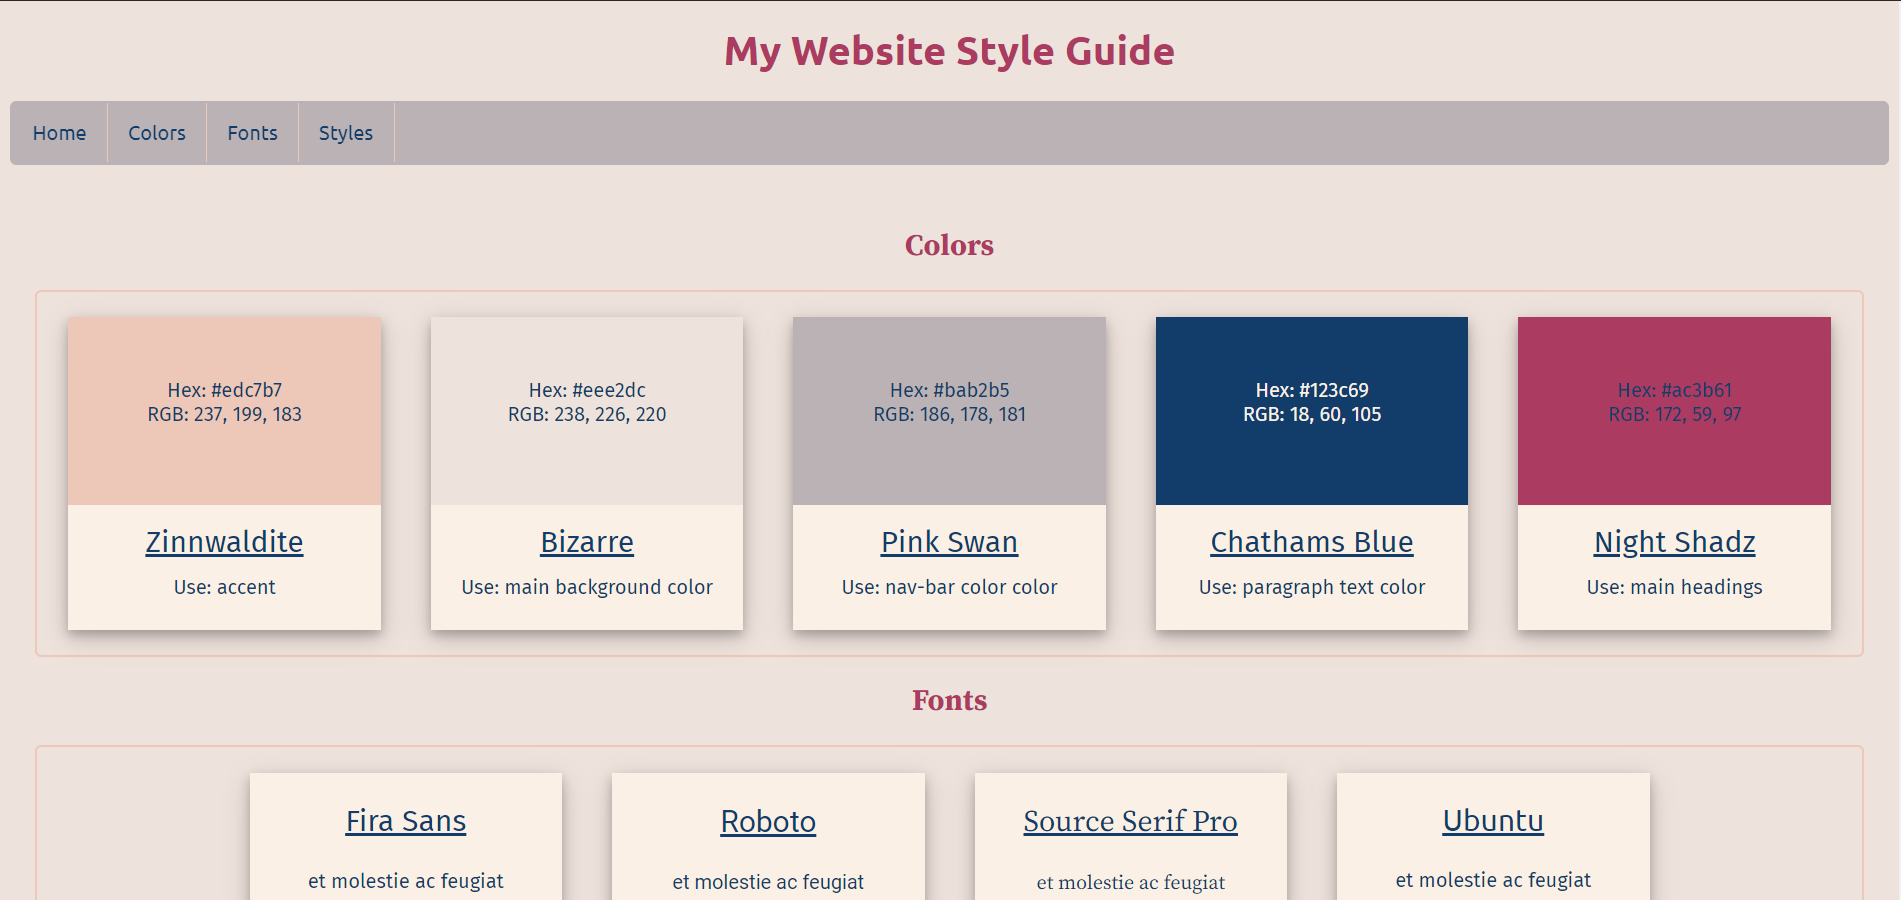 My Website Style Guide
Home Colors Fonts Styles
Colors
Hex: #edc7b7
RGB: 237, 199, 183
Zinnwaldite
Use: accent
Hex: #eee2dc
RGB: 238, 226, 220
Bizarre
Use: main background color
Hex: #bab2b5
RGB: 186, 178, 181
Pink Swan
Use: nav-bar color color
Hex: #123c69
RGB: 18, 60, 105
Chathams Blue
Use: paragraph text color
Hex: #ac3b61
RGB: 172, 59, 97
Night Shadz
Use: main headings
Fonts
Fira Sans
et molestie ac feugiat
Roboto
et molestie ac feugiat
Source Serif Pro
et molestie ac feugiat
Ubuntu
et molestie ac feugiat